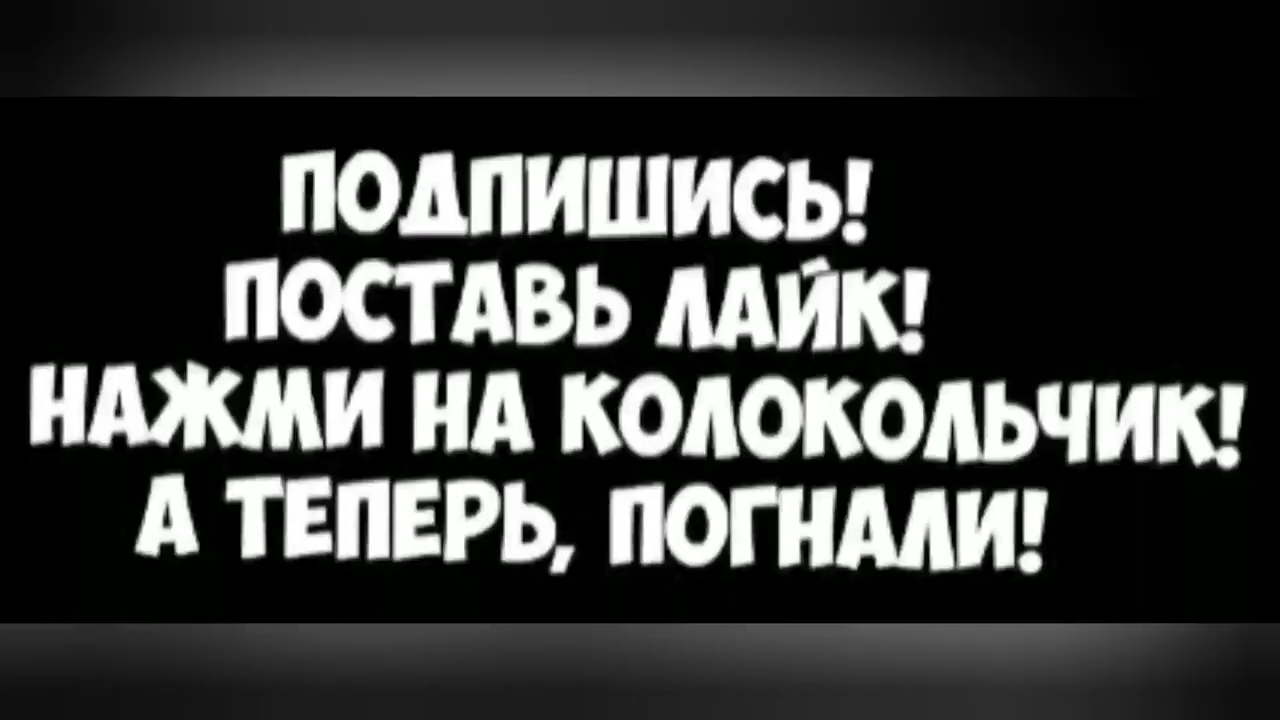 ПОДПИШИСЬ!
ПОСТАВЬ ЛАЙК!
НАЖМИ НА КОЛОКОЛЬЧИК!
А ТЕПЕРЬ, ПОГНАЛИ!